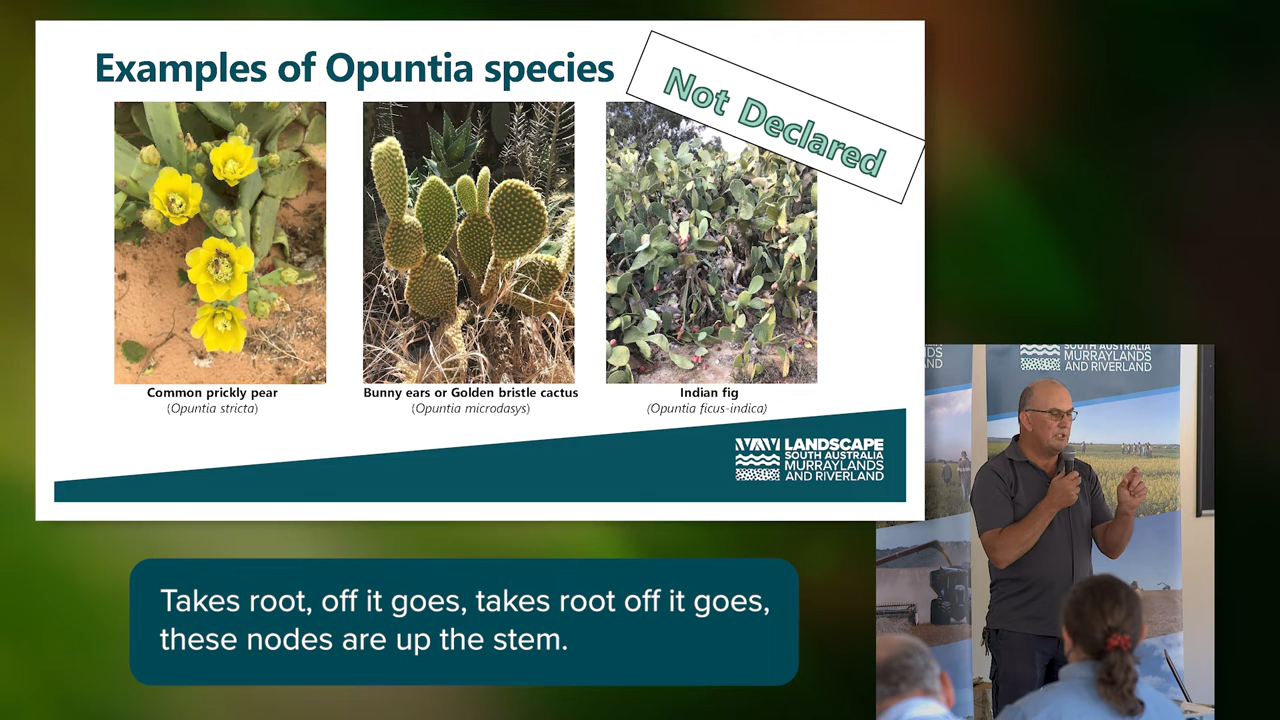 Examples of Opuntia species
Not Declared
Common prickly pear
(Opuntia stricta)
Bunny ears or Golden bristle cactus
(Opuntia microdasys)
Indian fig
(Opuntia ficus-indica)
LANDSCAPE
SOUTH AUSTRALIA
MURRAYLANDS
AND RIVERLAND
Takes root, off it goes, takes root off it goes,
these nodes are up the stem.
NDS
AND
SOUTH AUSTRALIA
MURRAYLANDS
AND RIVERLAND